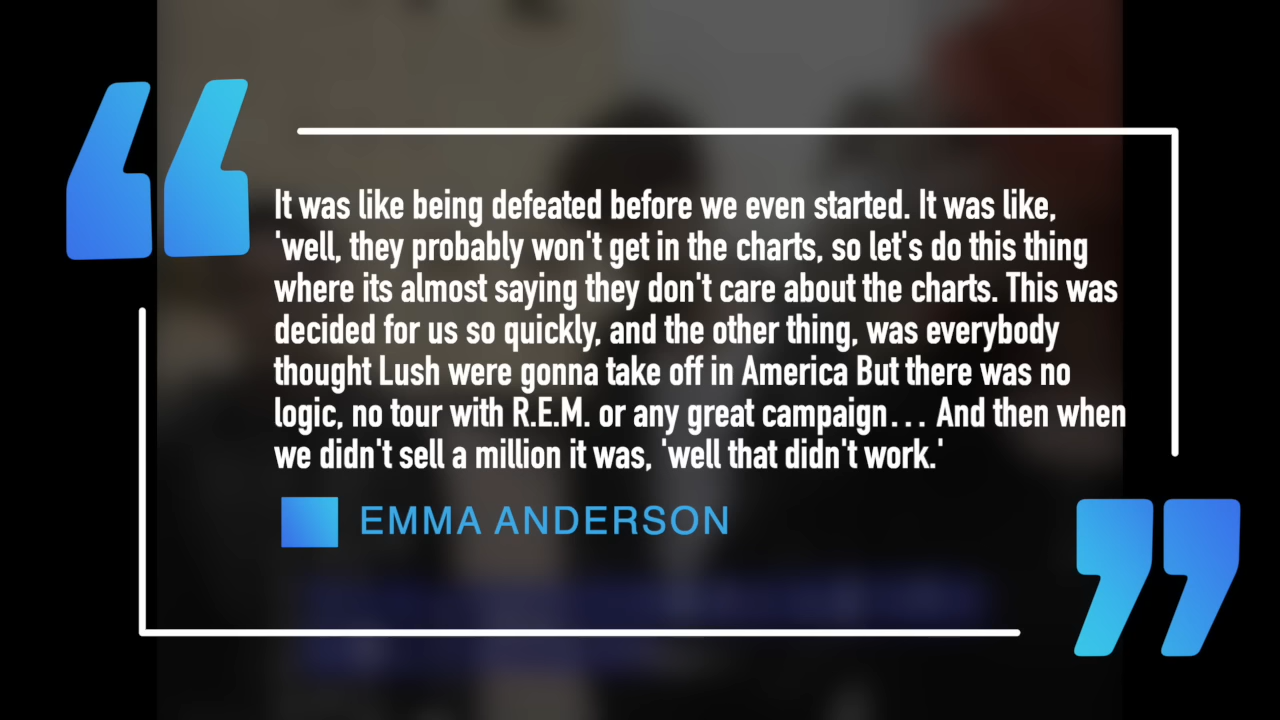 It was like being defeated before we even started. It was like,
'well, they probably won't get in the charts, so let's do this thing
where its almost saying they don't care about the charts. This was
decided for us so quickly, and the other thing, was everybody
thought Lush were gonna take off in America But there was no
logic, no tour with R.E.M. or any great campaign... And then when
we didn't sell a million it was, 'well that didn't work.'
EMMA ANDERSON